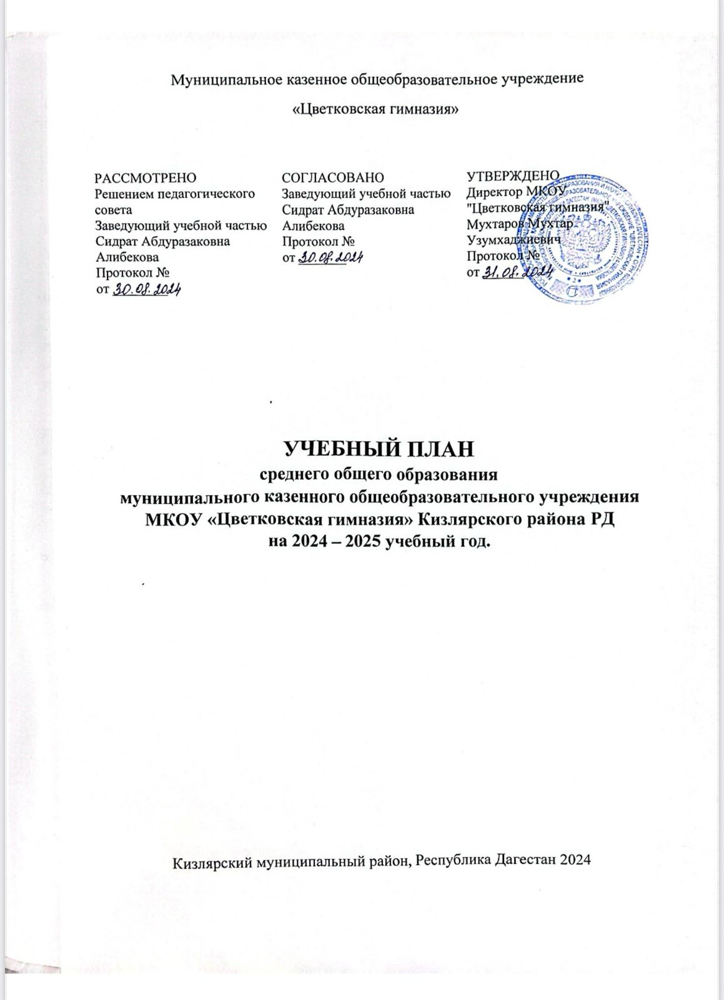 Муниципальное казенное общеобразовательное учреждение
«Цветковская гимназия»
РАССМОТРЕНО
Решением педагогического
совета
Заведующий учебной частью
Сидрат Абдуразаковна
Алибекова
Протокол №
от 30.08.2024
СОГЛАСОВАНО
Заведующий учебной частью
Сидрат Абдуразаковна
Алибекова
Протокол №
от 30.08.2024
УТВЕРЖДЕНО
Директор МКОУ
"Цветковская гимназия"
Мухтаров Мухтар
Узумхаджиевич
Протокол №
от 31.08.2024
УЧЕБНЫЙ ПЛАН
среднего общего образования
муниципального казенного общеобразовательного учреждения
МКОУ «Цветковская гимназия» Кизлярского района РД
на 2024 – 2025 учебный год.
Кизлярский муниципальный район, Республика Дагестан 2024